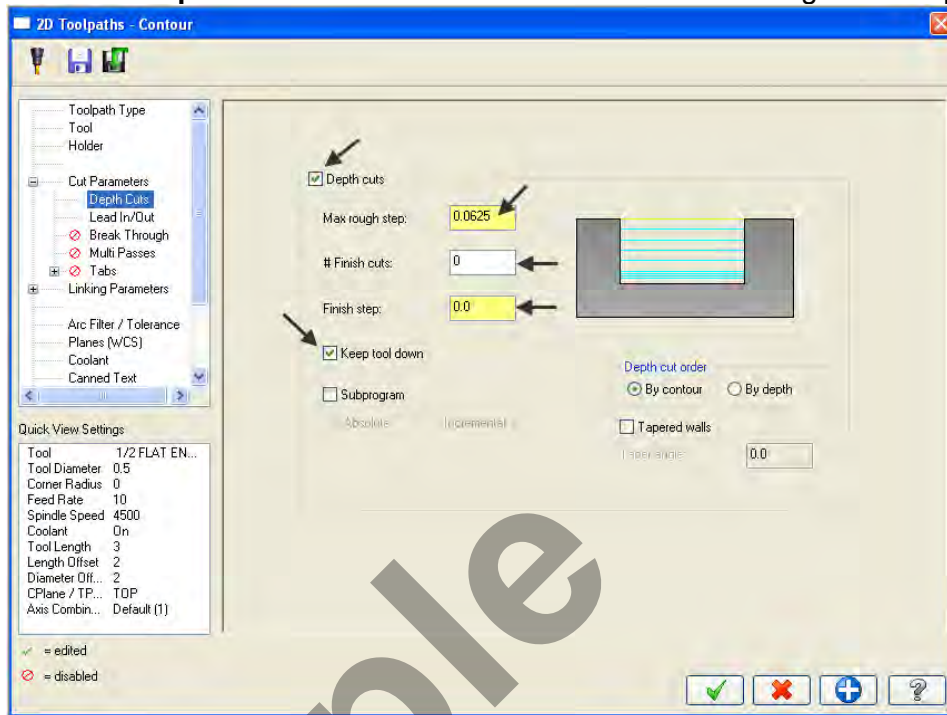 2D Toolpaths - Contour
Toolpath Type
Tool
Holder
Cut Parameters
Depth Cuts
Lead In/Out
Break Through
Multi Passes
Tabs
Linking Parameters
Arc Filter / Tolerance
Planes (WCS)
Coolant
Canned Text
Quick View Settings
Tool 1/2 FLAT EN...
Tool Diameter 0.5
Corner Radius 0
Feed Rate 10
Spindle Speed 4500
Coolant On
Tool Length 3
Length Offset 2
Diameter Off... 2
CPlane / TP... TOP
Axis Combin... Default (1)
= edited
= disabled
Depth cuts
Max rough step: 0.0625
# Finish cuts: 0
Finish step: 0.0
Keep tool down
Subprogram
Absolute Incremental
Depth cut order
By contour By depth
Tapered walls
Taper angle 0.0
ple